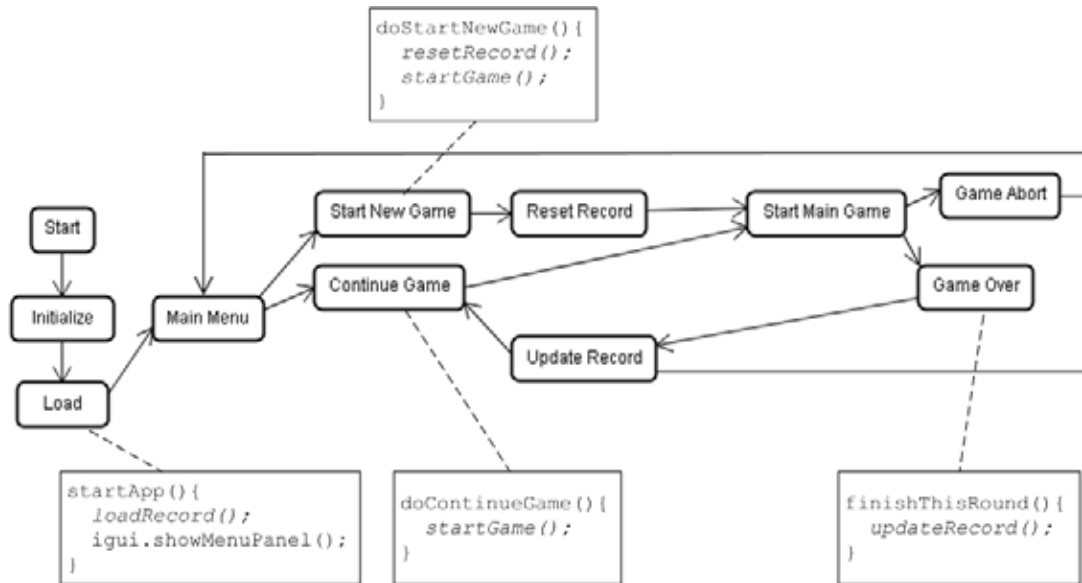 doStartNewGame(){
resetRecord();
startGame();
}
Start New Game
Reset Record
Start Main Game
Game Abort
Start
Continue Game
Game Over
Initialize
Main Menu
Update Record
Load
startApp(){
loadRecord();
igui.showMenuPanel();
}
doContinueGame(){
startGame();
}
finishThisRound(){
updateRecord();
}